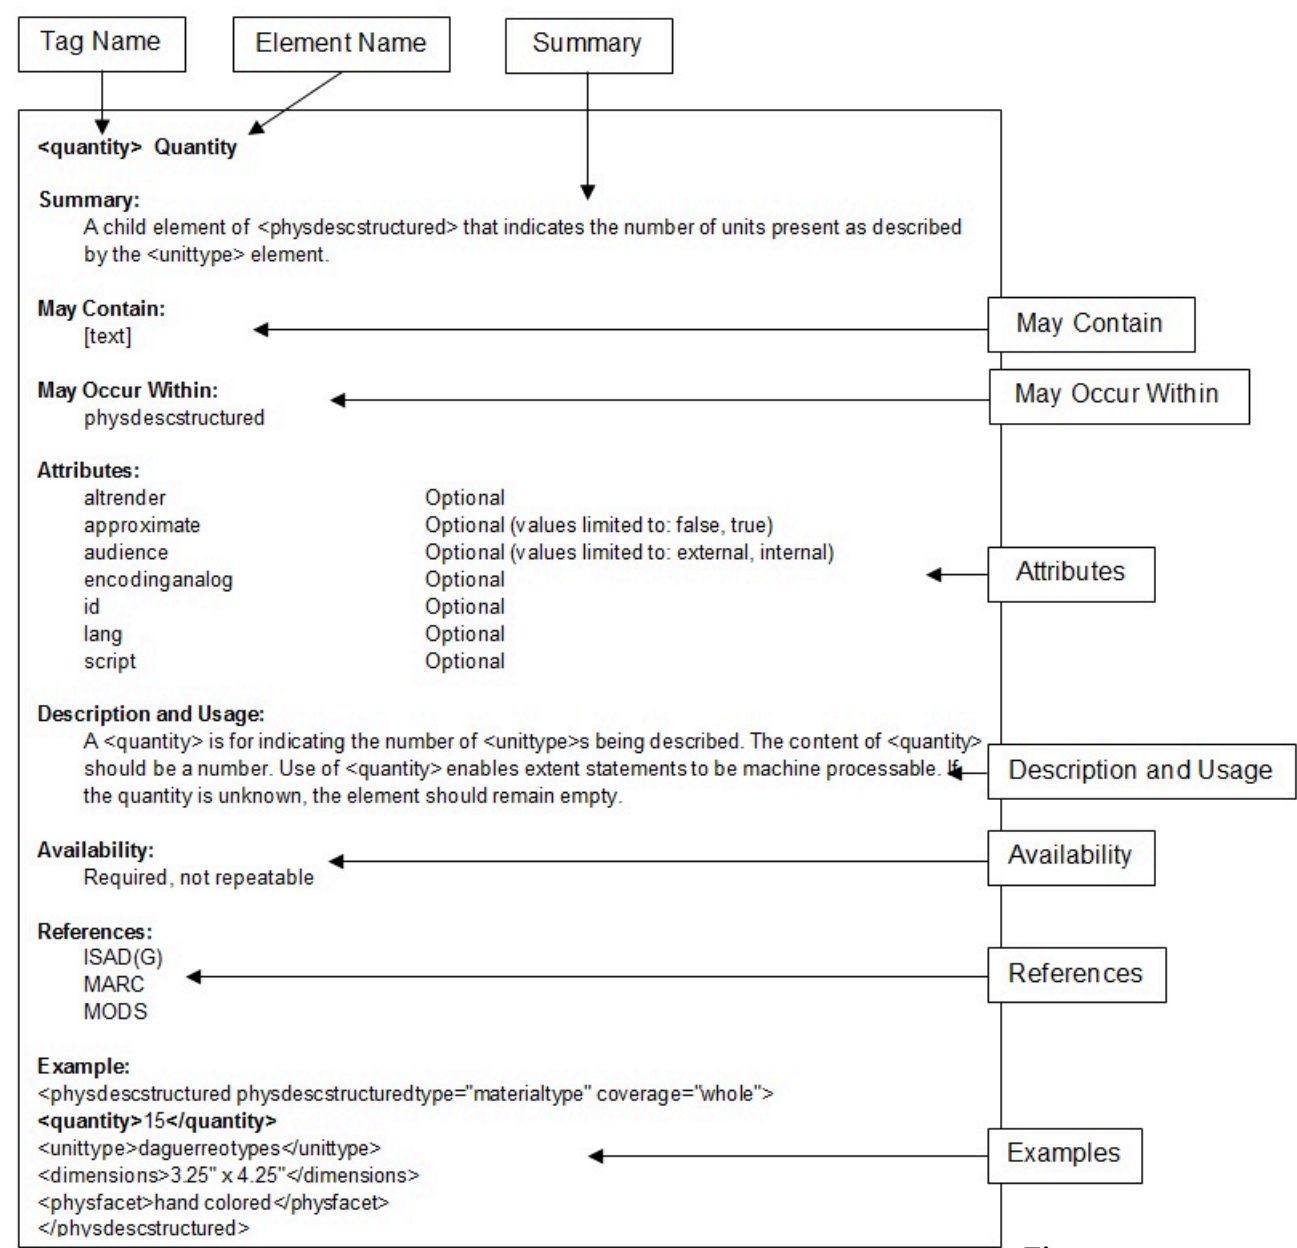 Tag Name
Element Name
Summary
<quantity> Quantity
Summary:
A child element of <physdescstructured> that indicates the number of units present as described
by the <unittype> element.
May Contain:
[text]
May Contain
May Occur Within:
physdescstructured
May Occur Within
Attributes:
altrender Optional
approximate Optional (values limited to: false, true)
audience Optional (values limited to: external, internal)
encodinganalog Optional
id Optional
lang Optional
script Optional
Attributes
Description and Usage:
A <quantity> is for indicating the number of <unittype>s being described. The content of <quantity>
should be a number. Use of <quantity> enables extent statements to be machine processable. If
the quantity is unknown, the element should remain empty.
Description and Usage
Availability:
Required, not repeatable
Availability
References:
ISAD(G)
MARC
MODS
References
Example:
<physdescstructured physdescstructuredtype="materialtype" coverage="whole">
<quantity>15</quantity>
<unittype>daguerreotypes</unittype>
<dimensions>3.25" x 4.25"</dimensions>
<physfacet>hand colored</physfacet>
</physdescstructured>
Examples